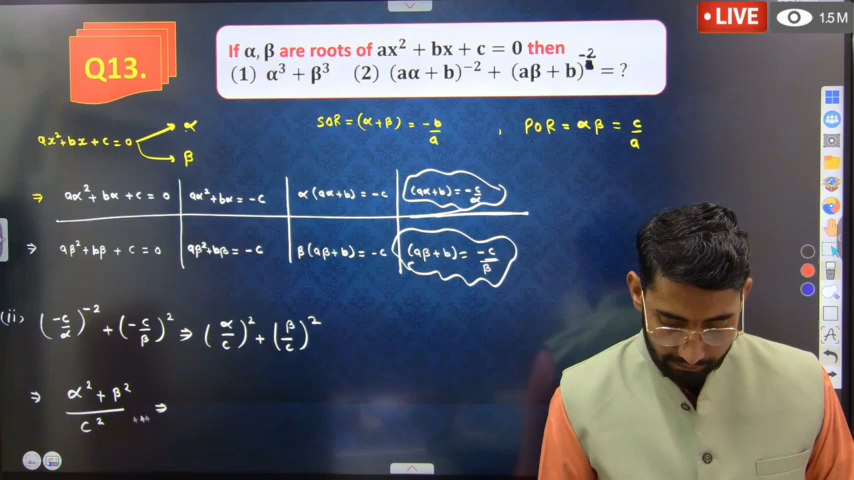 LIVE 1.5M
Q13.
If α, β are roots of ax² + bx + c = 0 then
(1) α³ + β³ (2) (aα + b)⁻² + (aβ + b)⁻² = ?
ax²+bx+c=0 → α
→ β
SOR = (α+β) = -b/a , POR = αβ = c/a
⇒ aα² + bα + c = 0 | aα² + bα = -c | α(aα+b) = -c | (aα+b) = -c/α
⇒ aβ² + bβ + c = 0 | aβ² + bβ = -c | β(aβ+b) = -c | (aβ+b) = -c/β
(ii) (-c/α)⁻² + (-c/β)² ⇒ (α/c)² + (β/c)²
⇒ (α² + β²)/c² ⇒